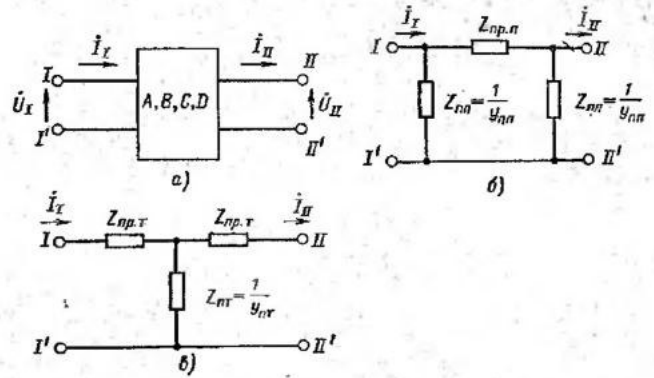 İ_I İ_II
I II
U̇_I A,B,C,D U̇_II
I' II'
а)
İ_I Z_пр.п İ_II
I II
Z_пп=1/y_пп Z_пп=1/y_пп
I' II'
б)
İ_I Z_пр.т Z_пр.т İ_II
I II
Z_пт=1/y_пт
I' II'
в)